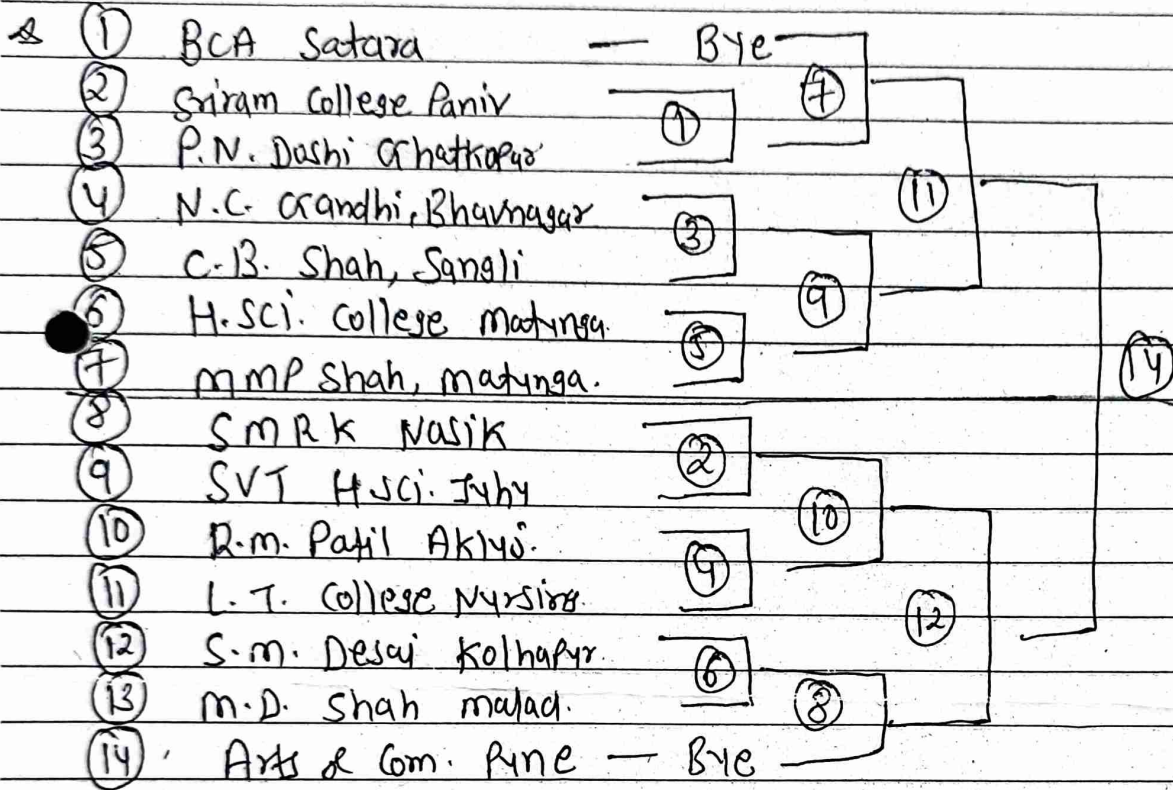 ① BCA Satara — Bye
② Sriram College Paniv
③ P.N. Doshi Ghatkopar
④ N.C. Gandhi, Bhavnagar
⑤ C.B. Shah, Sangli
⑥ H.Sci. College Matunga.
⑦ MMP Shah, Matunga.
⑧ SMRK Nasik
⑨ SVT H.Sci. Juhu
⑩ R.M. Patil Akluj.
⑪ L.T. College Nursing.
⑫ S.M. Desai Kolhapur.
⑬ M.D. Shah Malad.
⑭ Arts & Com. Pune — Bye
① ③ ⑤ ② 4 ⑥
⑦ ⑨ ⑩ ⑧
⑪ ⑫
⑭